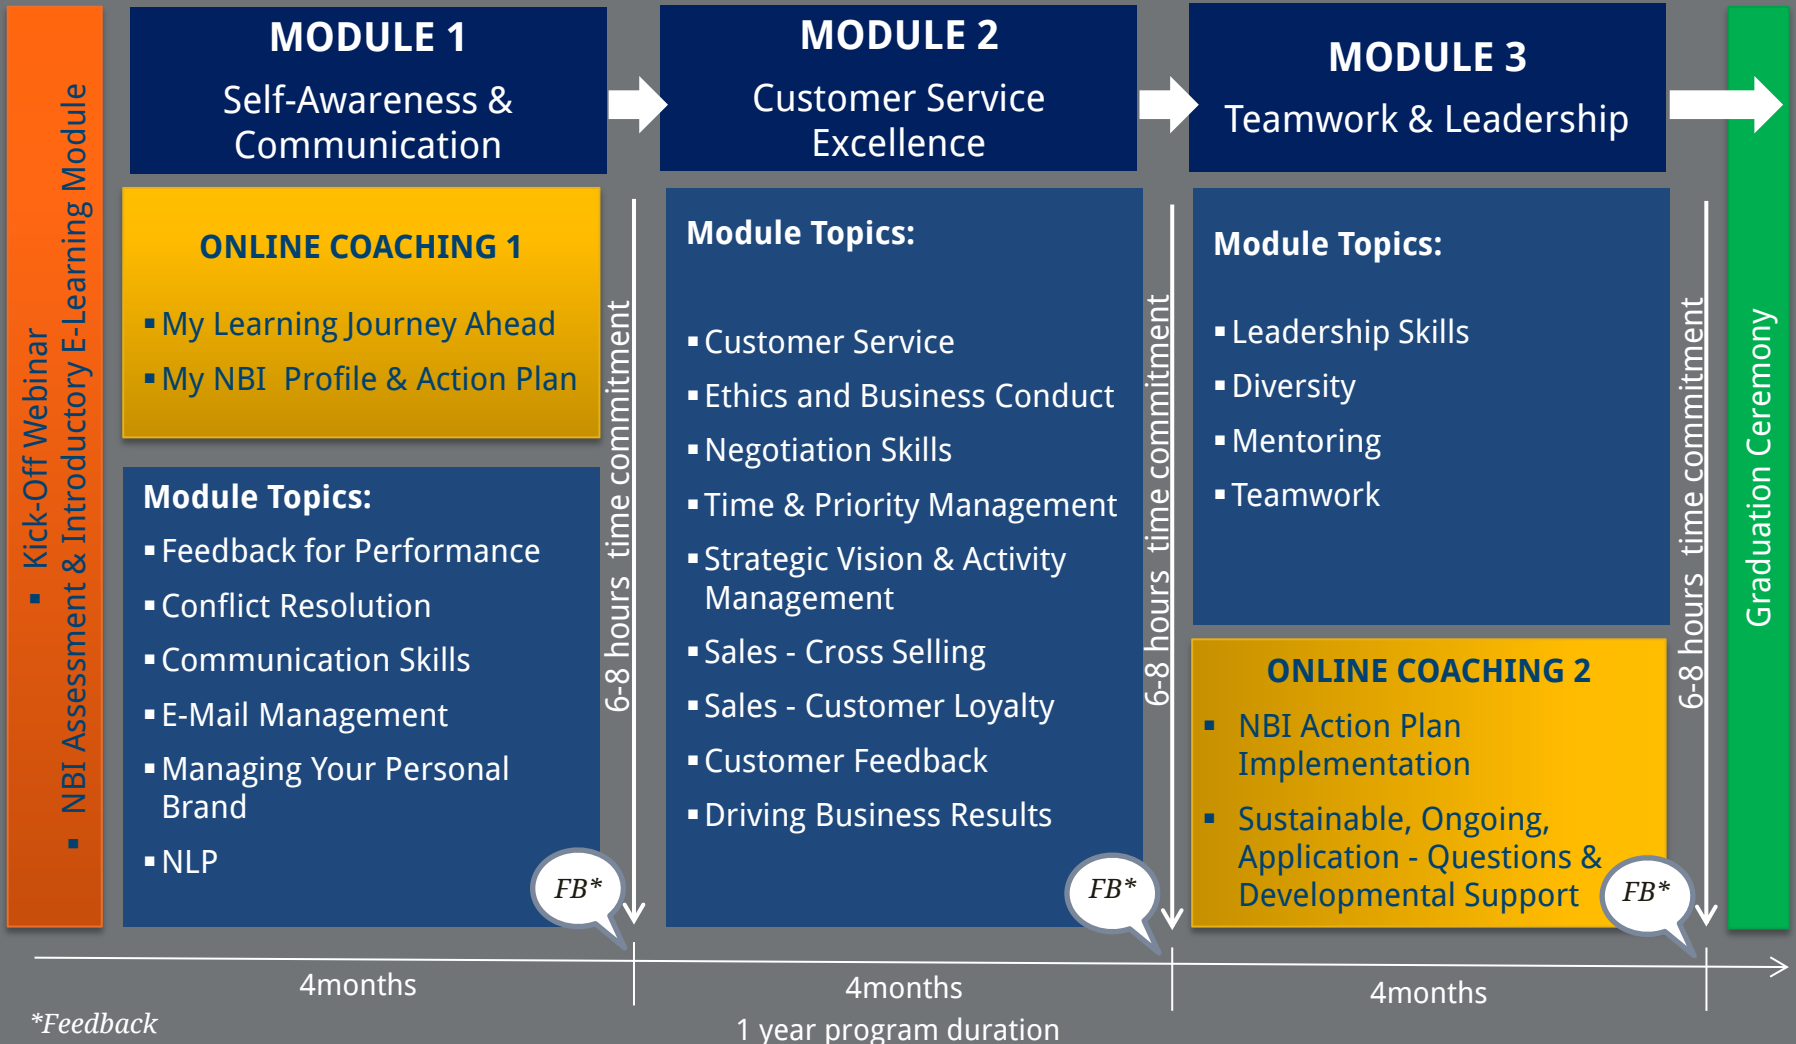 ▪ Kick-Off Webinar
▪ NBI Assessment & Introductory E-Learning Module
MODULE 1
Self-Awareness &
Communication
ONLINE COACHING 1
▪ My Learning Journey Ahead
▪ My NBI Profile & Action Plan
Module Topics:
▪ Feedback for Performance
▪ Conflict Resolution
▪ Communication Skills
▪ E-Mail Management
▪ Managing Your Personal
Brand
▪ NLP
FB*
6-8 hours time commitment
MODULE 2
Customer Service
Excellence
Module Topics:
▪ Customer Service
▪ Ethics and Business Conduct
▪ Negotiation Skills
▪ Time & Priority Management
▪ Strategic Vision & Activity
Management
▪ Sales - Cross Selling
▪ Sales - Customer Loyalty
▪ Customer Feedback
▪ Driving Business Results
FB*
6-8 hours time commitment
MODULE 3
Teamwork & Leadership
Module Topics:
▪ Leadership Skills
▪ Diversity
▪ Mentoring
▪ Teamwork
ONLINE COACHING 2
▪ NBI Action Plan
Implementation
▪ Sustainable, Ongoing,
Application - Questions &
Developmental Support
FB*
6-8 hours time commitment
Graduation Ceremony
4months
4months
4months
1 year program duration
*Feedback